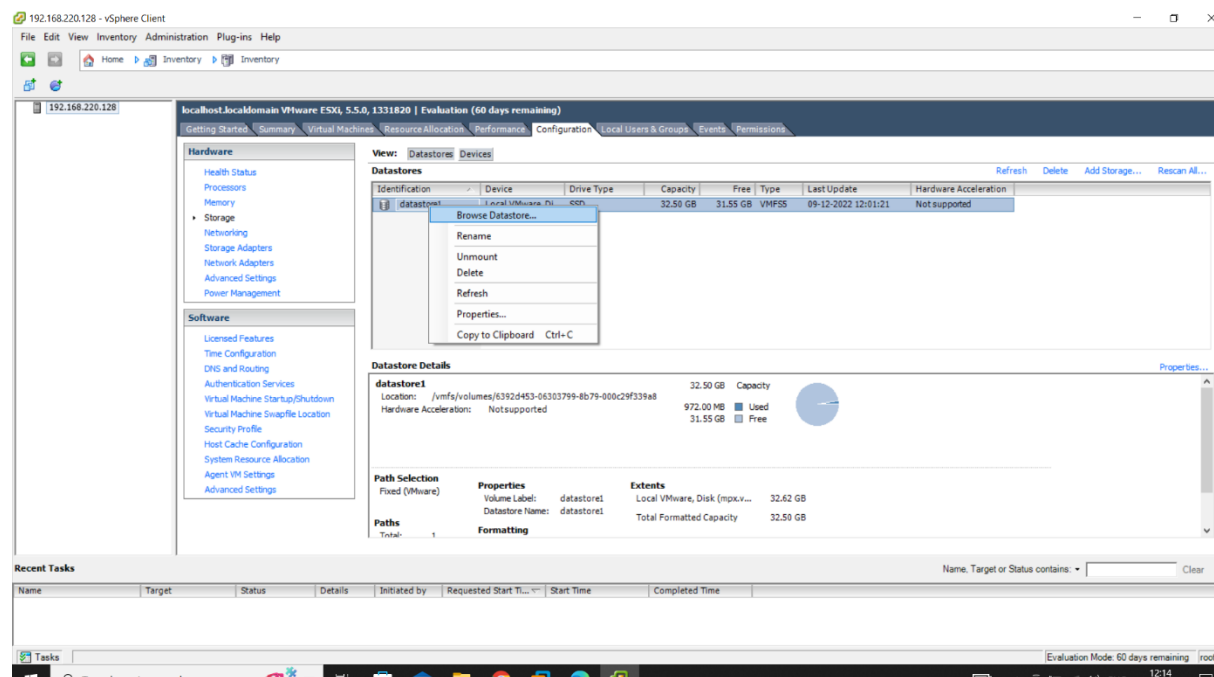 192.168.220.128 - vSphere Client
File Edit View Inventory Administration Plug-ins Help
Home Inventory Inventory
192.168.220.128
localhost.localdomain VMware ESXi, 5.5.0, 1331820 | Evaluation (60 days remaining)
Getting Started Summary Virtual Machines Resource Allocation Performance Configuration Local Users & Groups Events Permissions
Hardware
Health Status
Processors
Memory
Storage
Networking
Storage Adapters
Network Adapters
Advanced Settings
Power Management
Software
Licensed Features
Time Configuration
DNS and Routing
Authentication Services
Virtual Machine Startup/Shutdown
Virtual Machine Swapfile Location
Security Profile
Host Cache Configuration
System Resource Allocation
Agent VM Settings
Advanced Settings
View: Datastores Devices
Datastores
Refresh Delete Add Storage... Rescan All...
Identification Device Drive Type Capacity Free Type Last Update Hardware Acceleration
datastore1 Local VMware, Di... SSD 32.50 GB 31.55 GB VMFS5 09-12-2022 12:01:21 Not supported
Browse Datastore...
Rename
Unmount
Delete
Refresh
Properties...
Copy to Clipboard Ctrl+C
Datastore Details
Properties...
datastore1
Location: /vmfs/volumes/6392d453-06303799-8b79-000c29f339a8
Hardware Acceleration: Not supported
32.50 GB Capacity
972.00 MB Used
31.55 GB Free
Path Selection
Fixed (VMware)
Paths
Total: 1
Properties
Volume Label: datastore1
Datastore Name: datastore1
Formatting
Extents
Local VMware, Disk (mpx.v... 32.62 GB
Total Formatted Capacity 32.50 GB
Recent Tasks
Name, Target or Status contains: Clear
Name Target Status Details Initiated by Requested Start Ti... Start Time Completed Time
Tasks
Evaluation Mode: 60 days remaining root
12:14